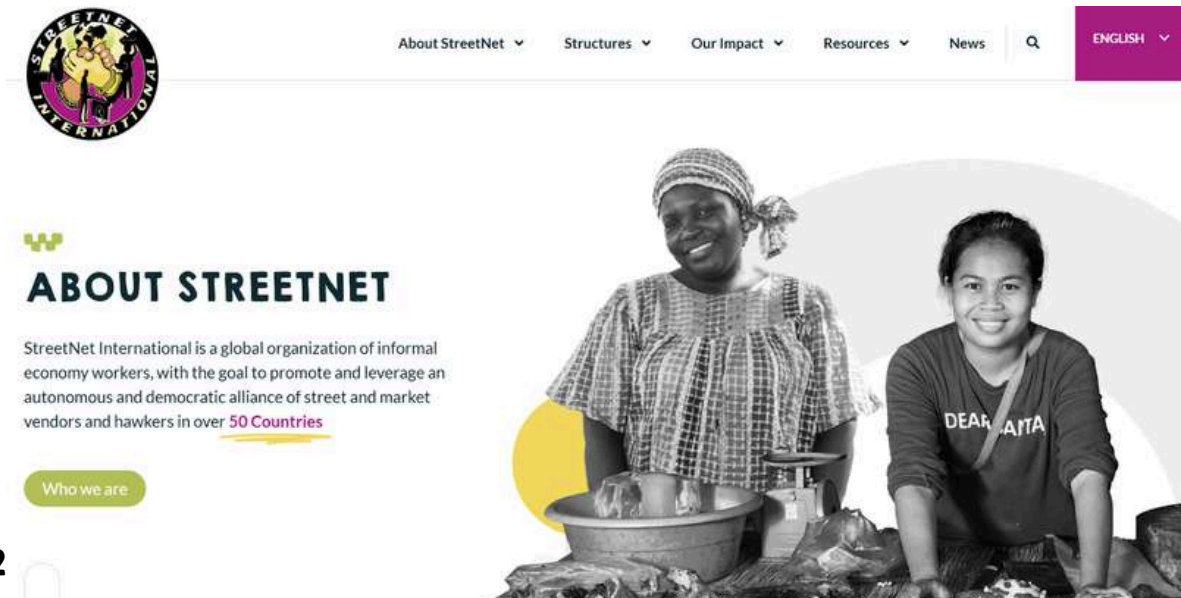 STREETNET INTERNATIONAL
About StreetNet Structures Our Impact Resources News ENGLISH
ABOUT STREETNET
StreetNet International is a global organization of informal
economy workers, with the goal to promote and leverage an
autonomous and democratic alliance of street and market
vendors and hawkers in over 50 Countries
DEAR SANTA
Who we are
2